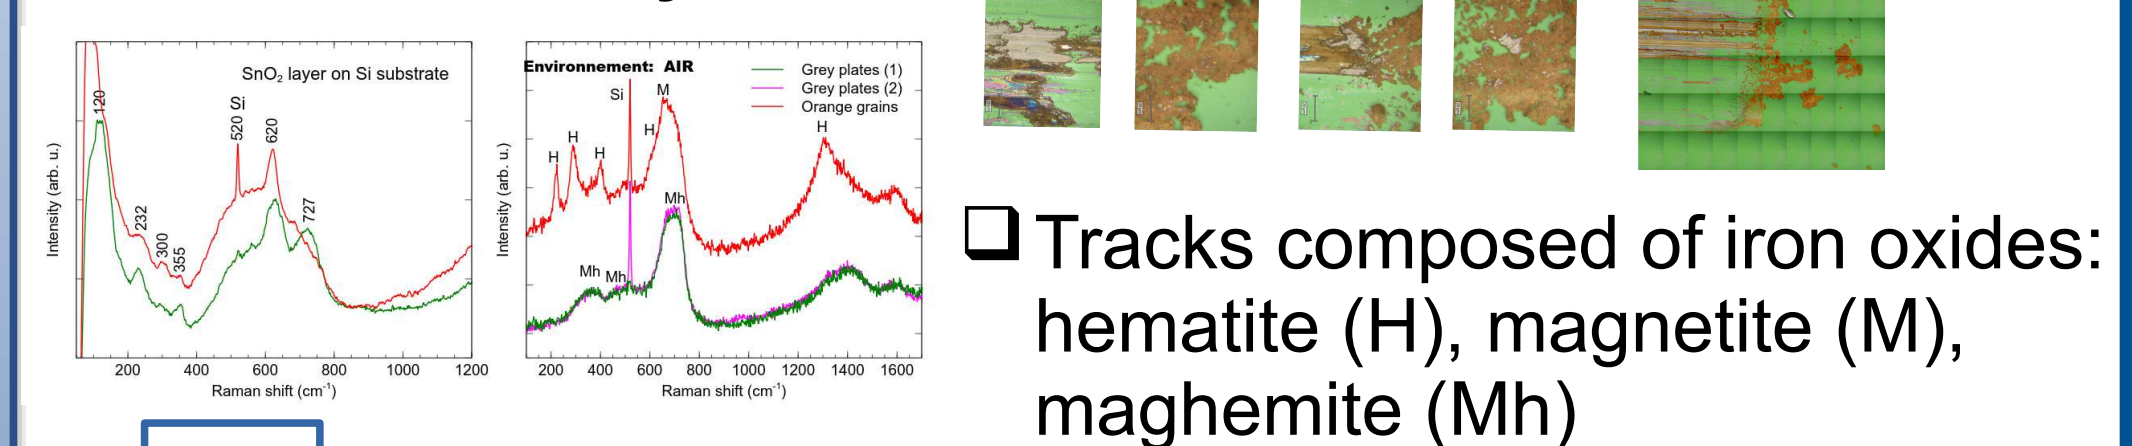 SnO2 layer on Si substrate
120
232
300
355
Si
520
620
727
Intensity (arb. u.)
200 400 600 800 1000 1200
Raman shift (cm-1)
Environnement: AIR
Grey plates (1)
Grey plates (2)
Orange grains
Si
M
H
H
H
H
H
Mh
Mh
Mh
Intensity (arb. u.)
200 400 600 800 1000 1200 1400 1600
Raman shift (cm-1)
Tracks composed of iron oxides:
hematite (H), magnetite (M),
maghemite (Mh)